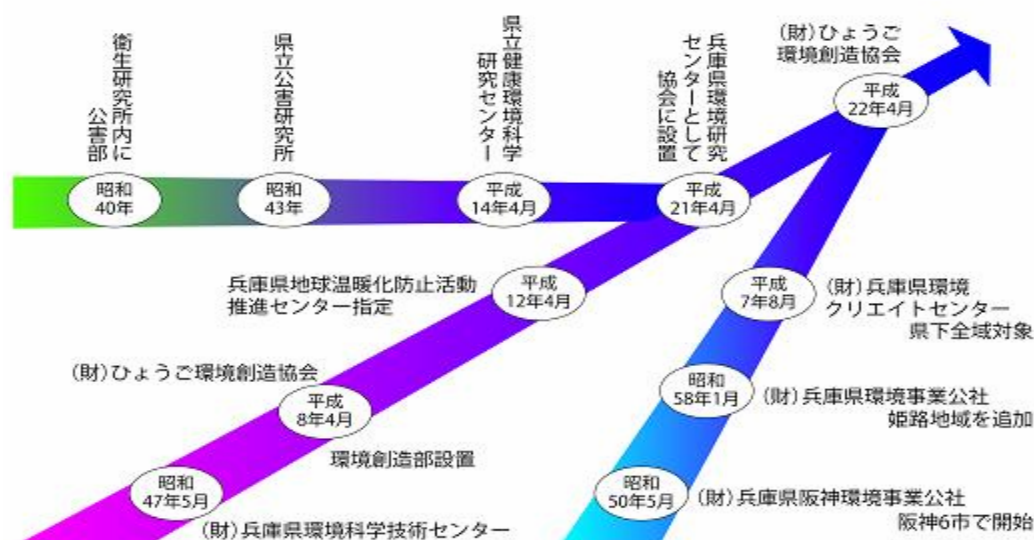 衛生研究所内に
公害部
昭和
40年
県立公害研究所
昭和
43年
県立健康環境科学
研究センター
平成
14年4月
兵庫県環境研究
センターとして
協会に設置
平成
21年4月
(財)ひょうご
環境創造協会
平成
22年4月
兵庫県地球温暖化防止活動
推進センター指定
平成
12年4月
(財)ひょうご環境創造協会
平成
8年4月
環境創造部設置
昭和
47年5月
(財)兵庫県環境科学技術センター
平成
7年8月
(財)兵庫県環境
クリエイトセンター
県下全域対象
昭和
58年1月
(財)兵庫県環境事業公社
姫路地域を追加
昭和
50年5月
(財)兵庫県阪神環境事業公社
阪神6市で開始